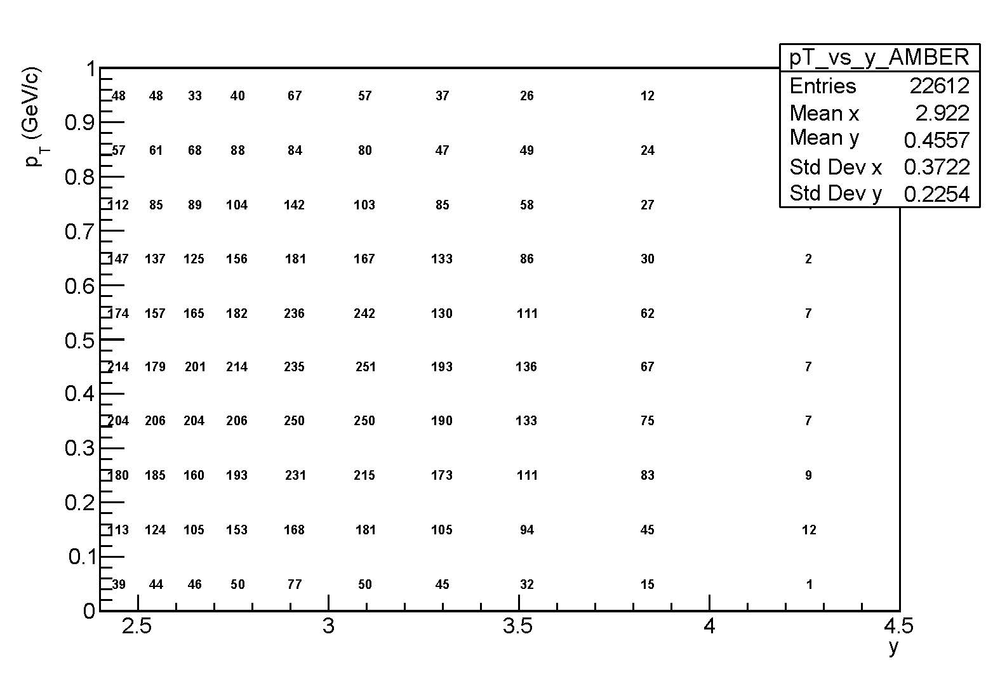 pT_vs_y_AMBER
Entries 22612
Mean x 2.922
Mean y 0.4557
Std Dev x 0.3722
Std Dev y 0.2254
p_T (GeV/c)
1
48 48 33 40 67 57 37 26 12
0.9
57 61 68 88 84 80 47 49 24
0.8
112 85 89 104 142 103 85 58 27
0.7
147 137 125 156 181 167 133 86 30 2
0.6
174 157 165 182 236 242 130 111 62 7
0.5
214 179 201 214 235 251 193 136 67 7
0.4
204 206 204 206 250 250 190 133 75 7
0.3
180 185 160 193 231 215 173 111 83 9
0.2
113 124 105 153 168 181 105 94 45 12
0.1
39 44 46 50 77 50 45 32 15 1
0
2.5 3 3.5 4 4.5
y